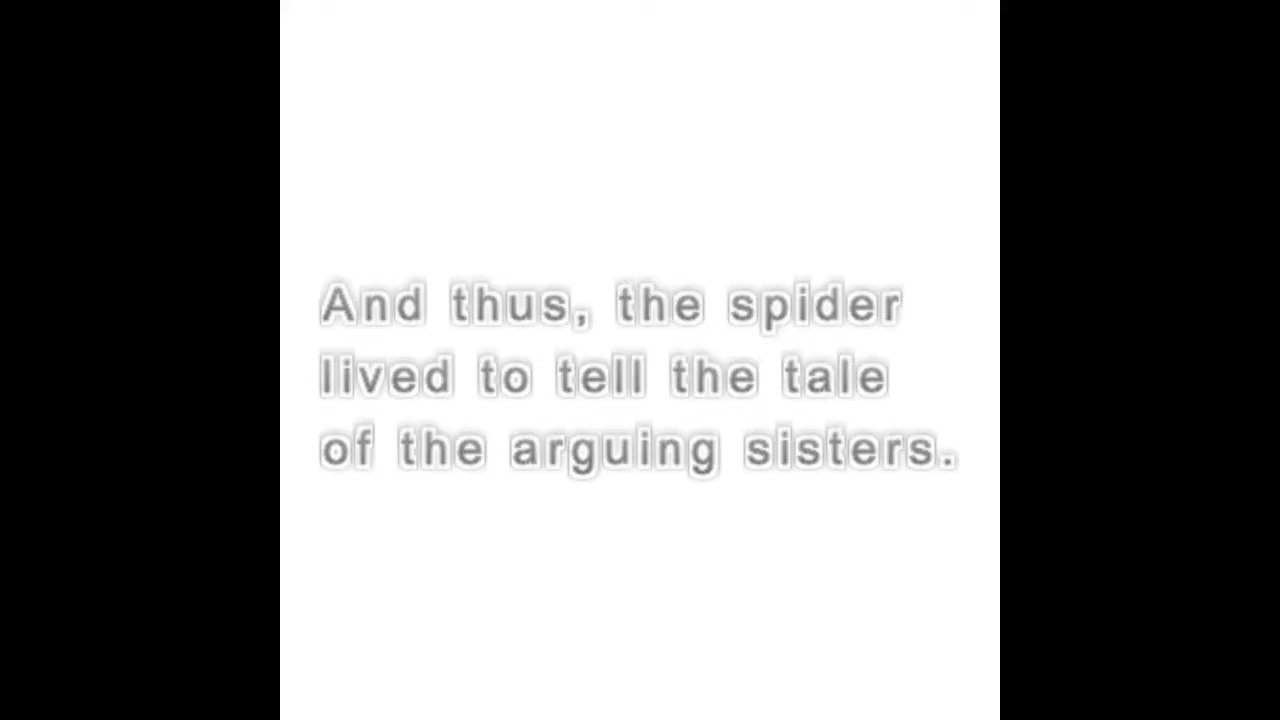 And thus, the spider
lived to tell the tale
of the arguing sisters.